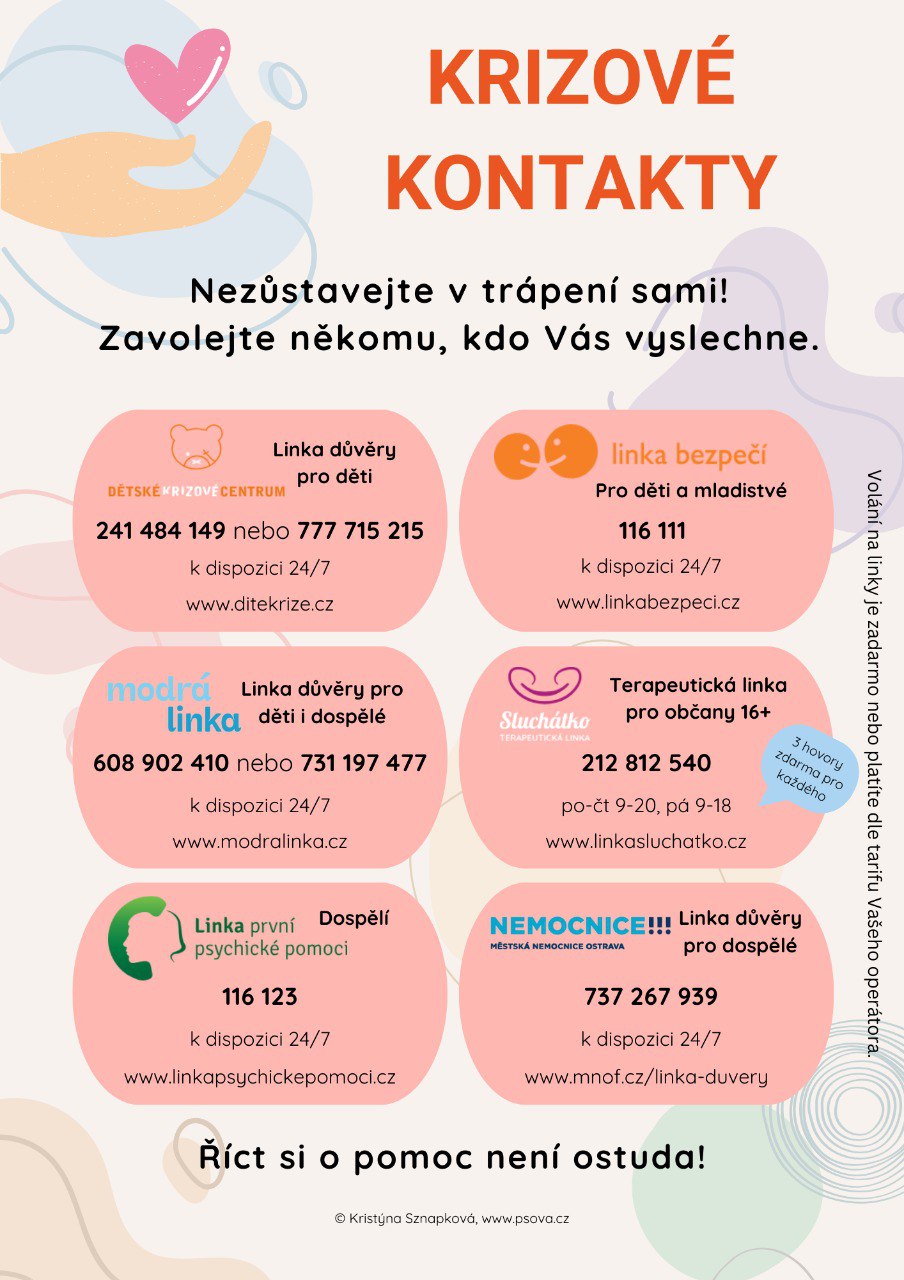 KRIZOVÉ
KONTAKTY
Nezůstavejte v trápení sami!
Zavolejte někomu, kdo Vás vyslechne.
DĚTSKÉ KRIZOVÉ CENTRUM
Linka důvěry
pro děti
241 484 149 nebo 777 715 215
k dispozici 24/7
www.ditekrize.cz
linka bezpečí
Pro děti a mladistvé
116 111
k dispozici 24/7
www.linkabezpeci.cz
modrá
linka
Linka důvěry pro
děti i dospělé
608 902 410 nebo 731 197 477
k dispozici 24/7
www.modralinka.cz
Sluchátko
TERAPEUTICKÁ LINKA
Terapeutická linka
pro občany 16+
212 812 540
po-čt 9-20, pá 9-18
www.linkasluchatko.cz
3 hovory
zdarma pro
každého
Linka první
psychické pomoci
Dospělí
116 123
k dispozici 24/7
www.linkapsychickepomoci.cz
NEMOCNICE!!!
MĚSTSKÁ NEMOCNICE OSTRAVA
Linka důvěry
pro dospělé
737 267 939
k dispozici 24/7
www.mnof.cz/linka-duvery
Volání na linky je zadarmo nebo platíte dle tarifu Vašeho operátora.
Říct si o pomoc není ostuda!
© Kristýna Sznapková, www.psova.cz